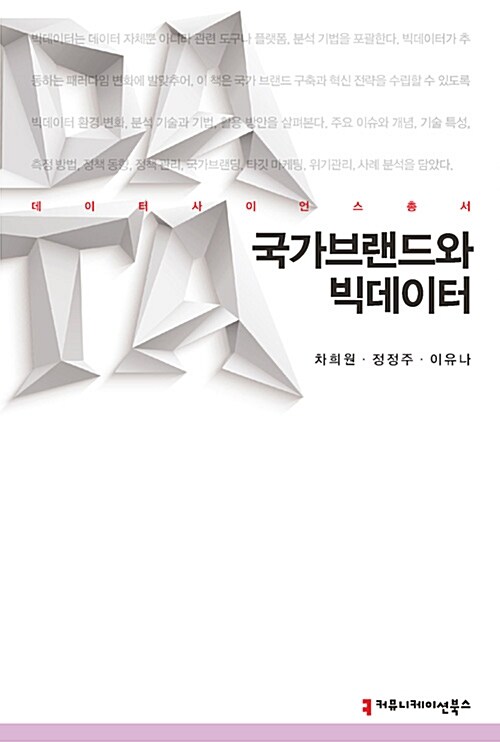 빅데이터는 데이터 자체뿐 아니라 관련 도구나 플랫폼, 분석 기법을 포괄한다. 빅데이터가 추
동하는 패러다임 변화에 발맞추어, 이 책은 국가 브랜드 구축과 혁신 전략을 수립할 수 있도록
빅데이터 환경 변화, 분석 기술과 기법, 활용 방안을 살펴본다. 주요 이슈와 개념, 기술 특성,
측정 방법, 정책 동향, 정책 관리, 국가브랜딩, 타깃 마케팅, 위기관리, 사례 분석을 담았다.
데이터사이언스총서
DA
TA
국가브랜드와
빅데이터
차희원 · 정정주 · 이유나
커뮤니케이션북스